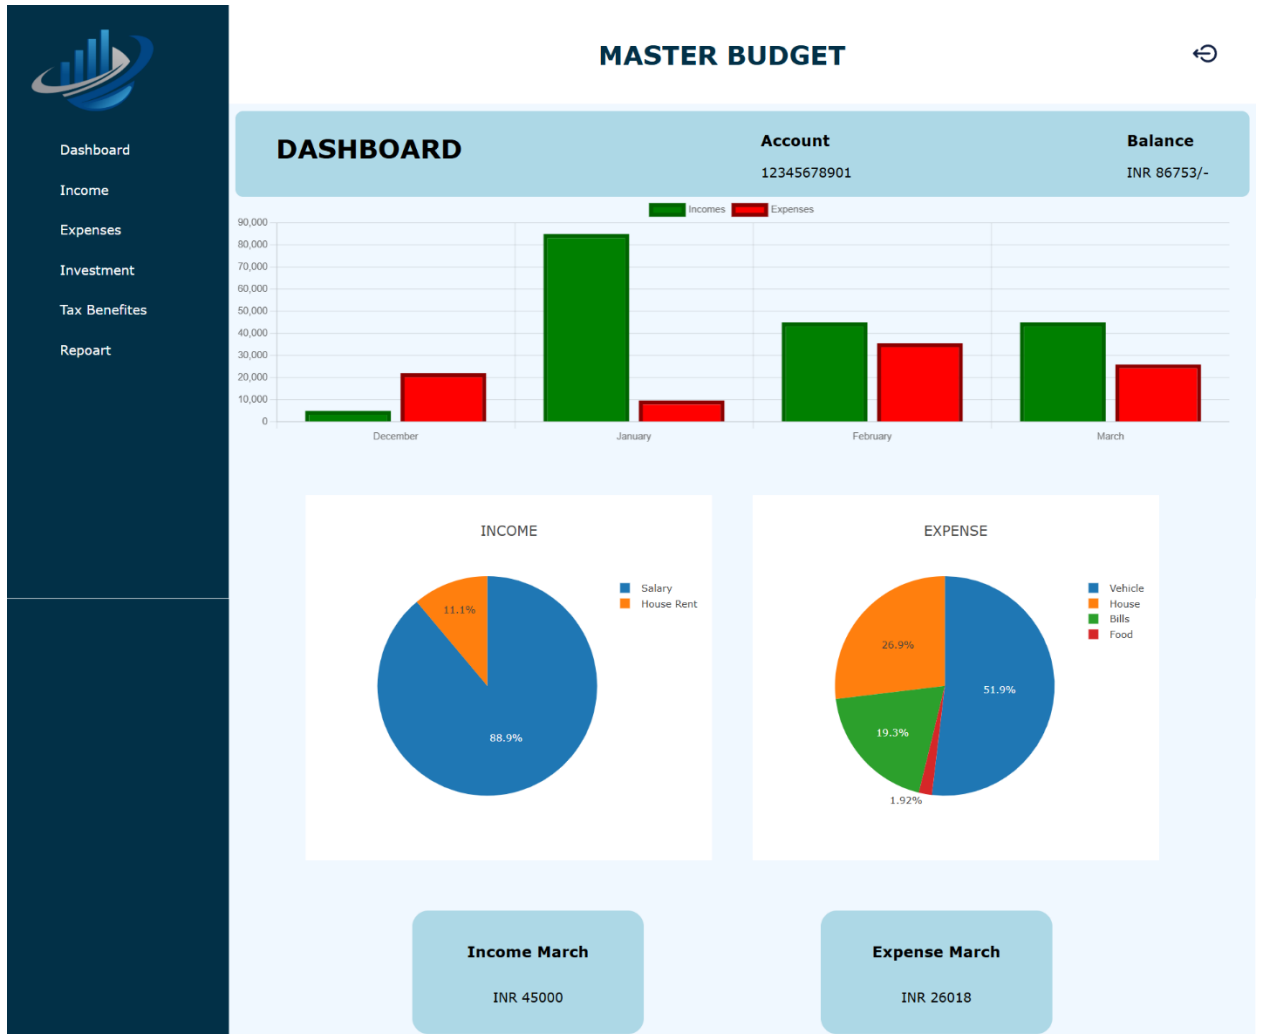 MASTER BUDGET
Dashboard
Income
Expenses
Investment
Tax Benefites
Repoart
DASHBOARD
Account
12345678901
Balance
INR 86753/-
Incomes Expenses
90,000
80,000
70,000
60,000
50,000
40,000
30,000
20,000
10,000
0
December January February March
INCOME
Salary
House Rent
11.1%
88.9%
EXPENSE
Vehicle
House
Bills
Food
26.9%
51.9%
19.3%
1.92%
Income March
INR 45000
Expense March
INR 26018